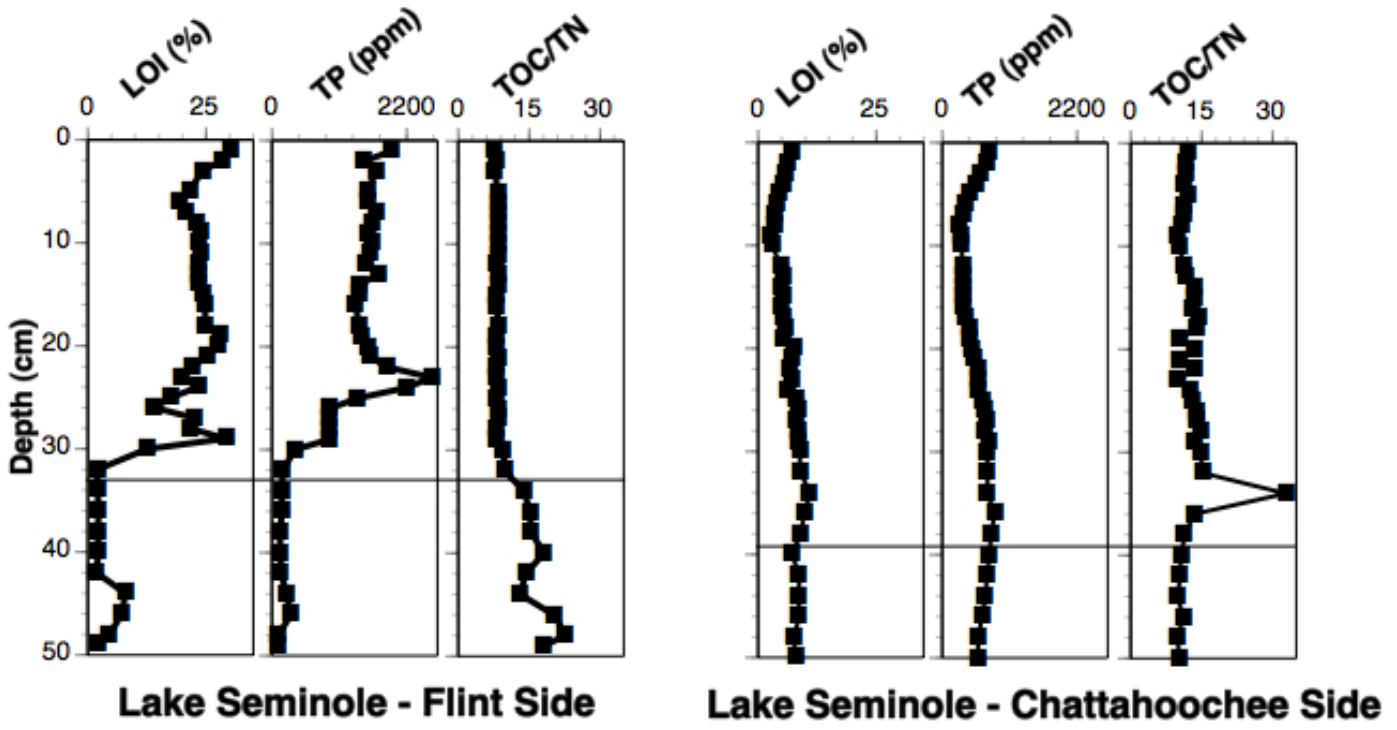 LOI (%) TP (ppm) TOC/TN LOI (%) TP (ppm) TOC/TN
0 25 0 2200 0 15 30 0 25 0 2200 0 15 30
0
10
20
30
40
50
Depth (cm)
Lake Seminole - Flint Side Lake Seminole - Chattahoochee Side